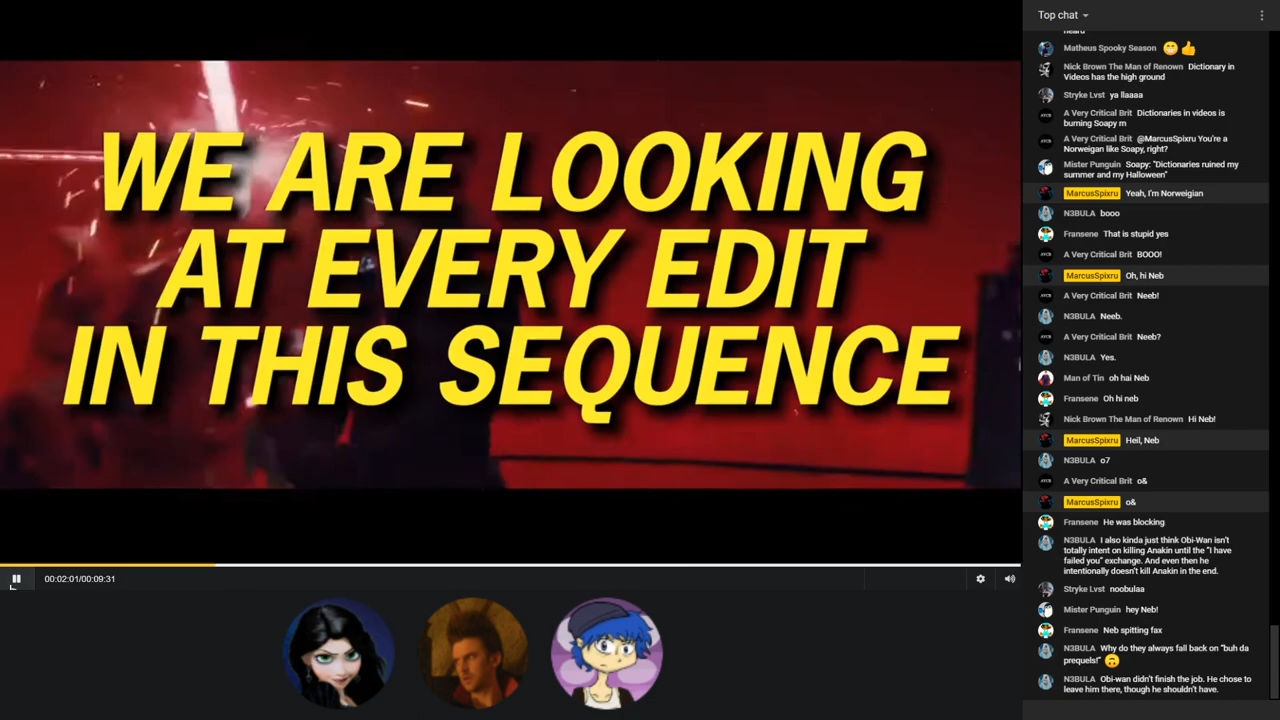 WE ARE LOOKING
AT EVERY EDIT
IN THIS SEQUENCE
00:02:01/00:09:31
Top chat
heard
Matheus Spooky Season 😁👍
Nick Brown The Man of Renown Dictionary in
Videos has the high ground
Stryke Lvst ya llaaaa
A Very Critical Brit Dictionaries in videos is
burning Soapy m
A Very Critical Brit @MarcusSpixru You're a
Norweigan like Soapy, right?
Mister Punguin Soapy: "Dictionaries ruined my
summer and my Halloween"
MarcusSpixru Yeah, I'm Norweigian
N3BULA booo
Fransene That is stupid yes
A Very Critical Brit BOOO!
MarcusSpixru Oh, hi Neb
A Very Critical Brit Neeb!
N3BULA Neeb.
A Very Critical Brit Neeb?
N3BULA Yes.
Man of Tin oh hai Neb
Fransene Oh hi neb
Nick Brown The Man of Renown Hi Neb!
MarcusSpixru Heil, Neb
N3BULA o7
A Very Critical Brit o&
MarcusSpixru o&
Fransene He was blocking
N3BULA I also kinda just think Obi-Wan isn't
totally intent on killing Anakin until the "I have
failed you" exchange. And even then he
intentionally doesn't kill Anakin in the end.
Stryke Lvst noobulaa
Mister Punguin hey Neb!
Fransene Neb spitting fax
N3BULA Why do they always fall back on "buh da
prequels!" 🙃
N3BULA Obi-wan didn't finish the job. He chose to
leave him there, though he shouldn't have.